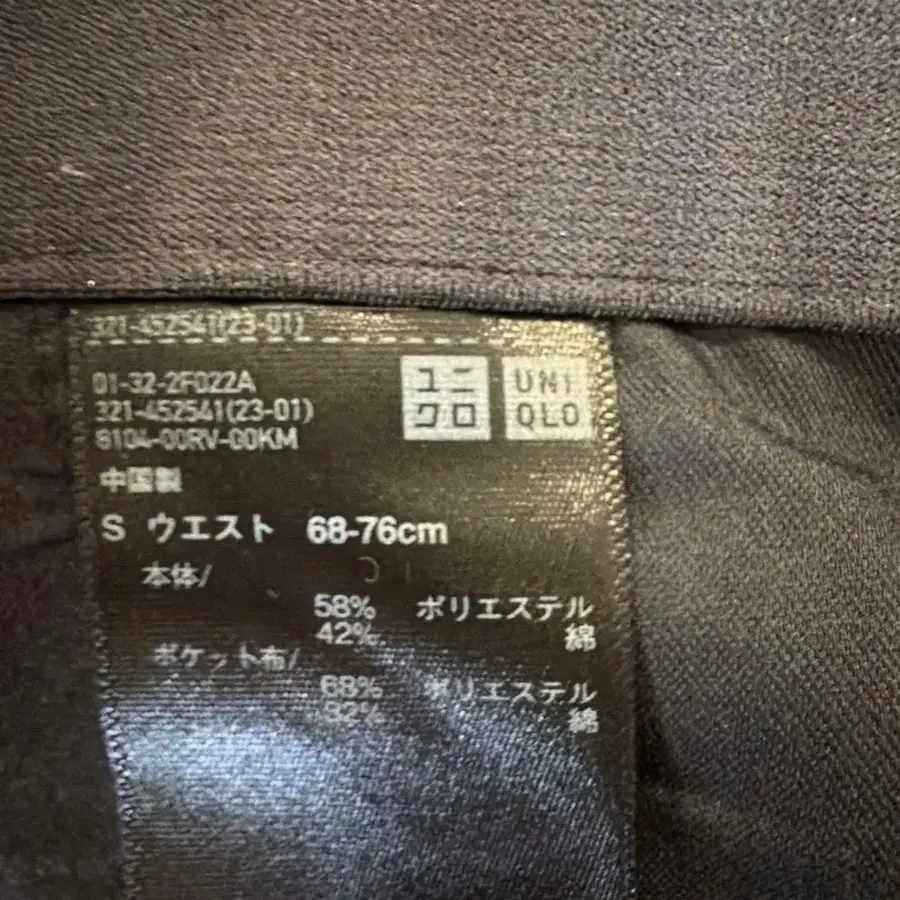 321-452541(23-01)
01-32-2F022A
321-452541(23-01)
8104-00RV-00KM
ユニ
クロ
UNI
QLO
中国製
S ウエスト 68-76cm
本体/
58% ポリエステル
42% 綿
ポケット布/
68% ポリエステル
32% 綿